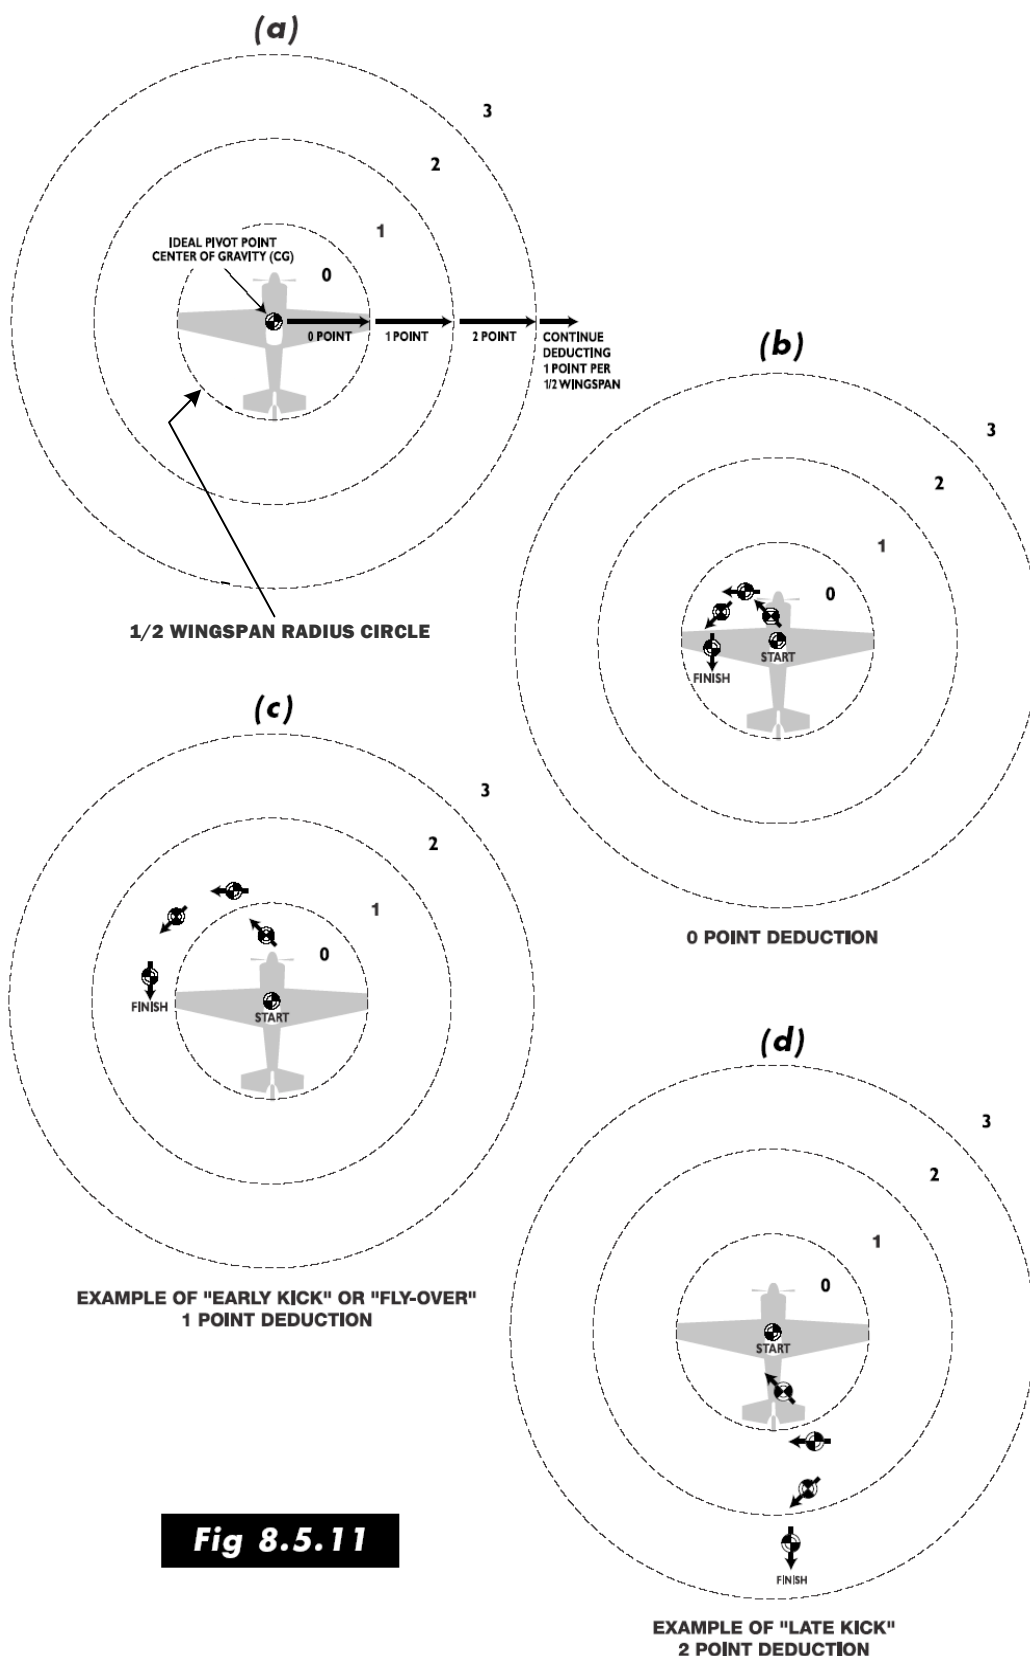 (a)
3
2
1
IDEAL PIVOT POINT
CENTER OF GRAVITY (CG)
0
0 POINT
1 POINT
2 POINT
CONTINUE
DEDUCTING
1 POINT PER
1/2 WINGSPAN
1/2 WINGSPAN RADIUS CIRCLE
(b)
3
2
1
0
START
FINISH
0 POINT DEDUCTION
(c)
3
2
1
0
START
FINISH
EXAMPLE OF "EARLY KICK" OR "FLY-OVER"
1 POINT DEDUCTION
(d)
3
2
1
0
START
FINISH
EXAMPLE OF "LATE KICK"
2 POINT DEDUCTION
Fig 8.5.11